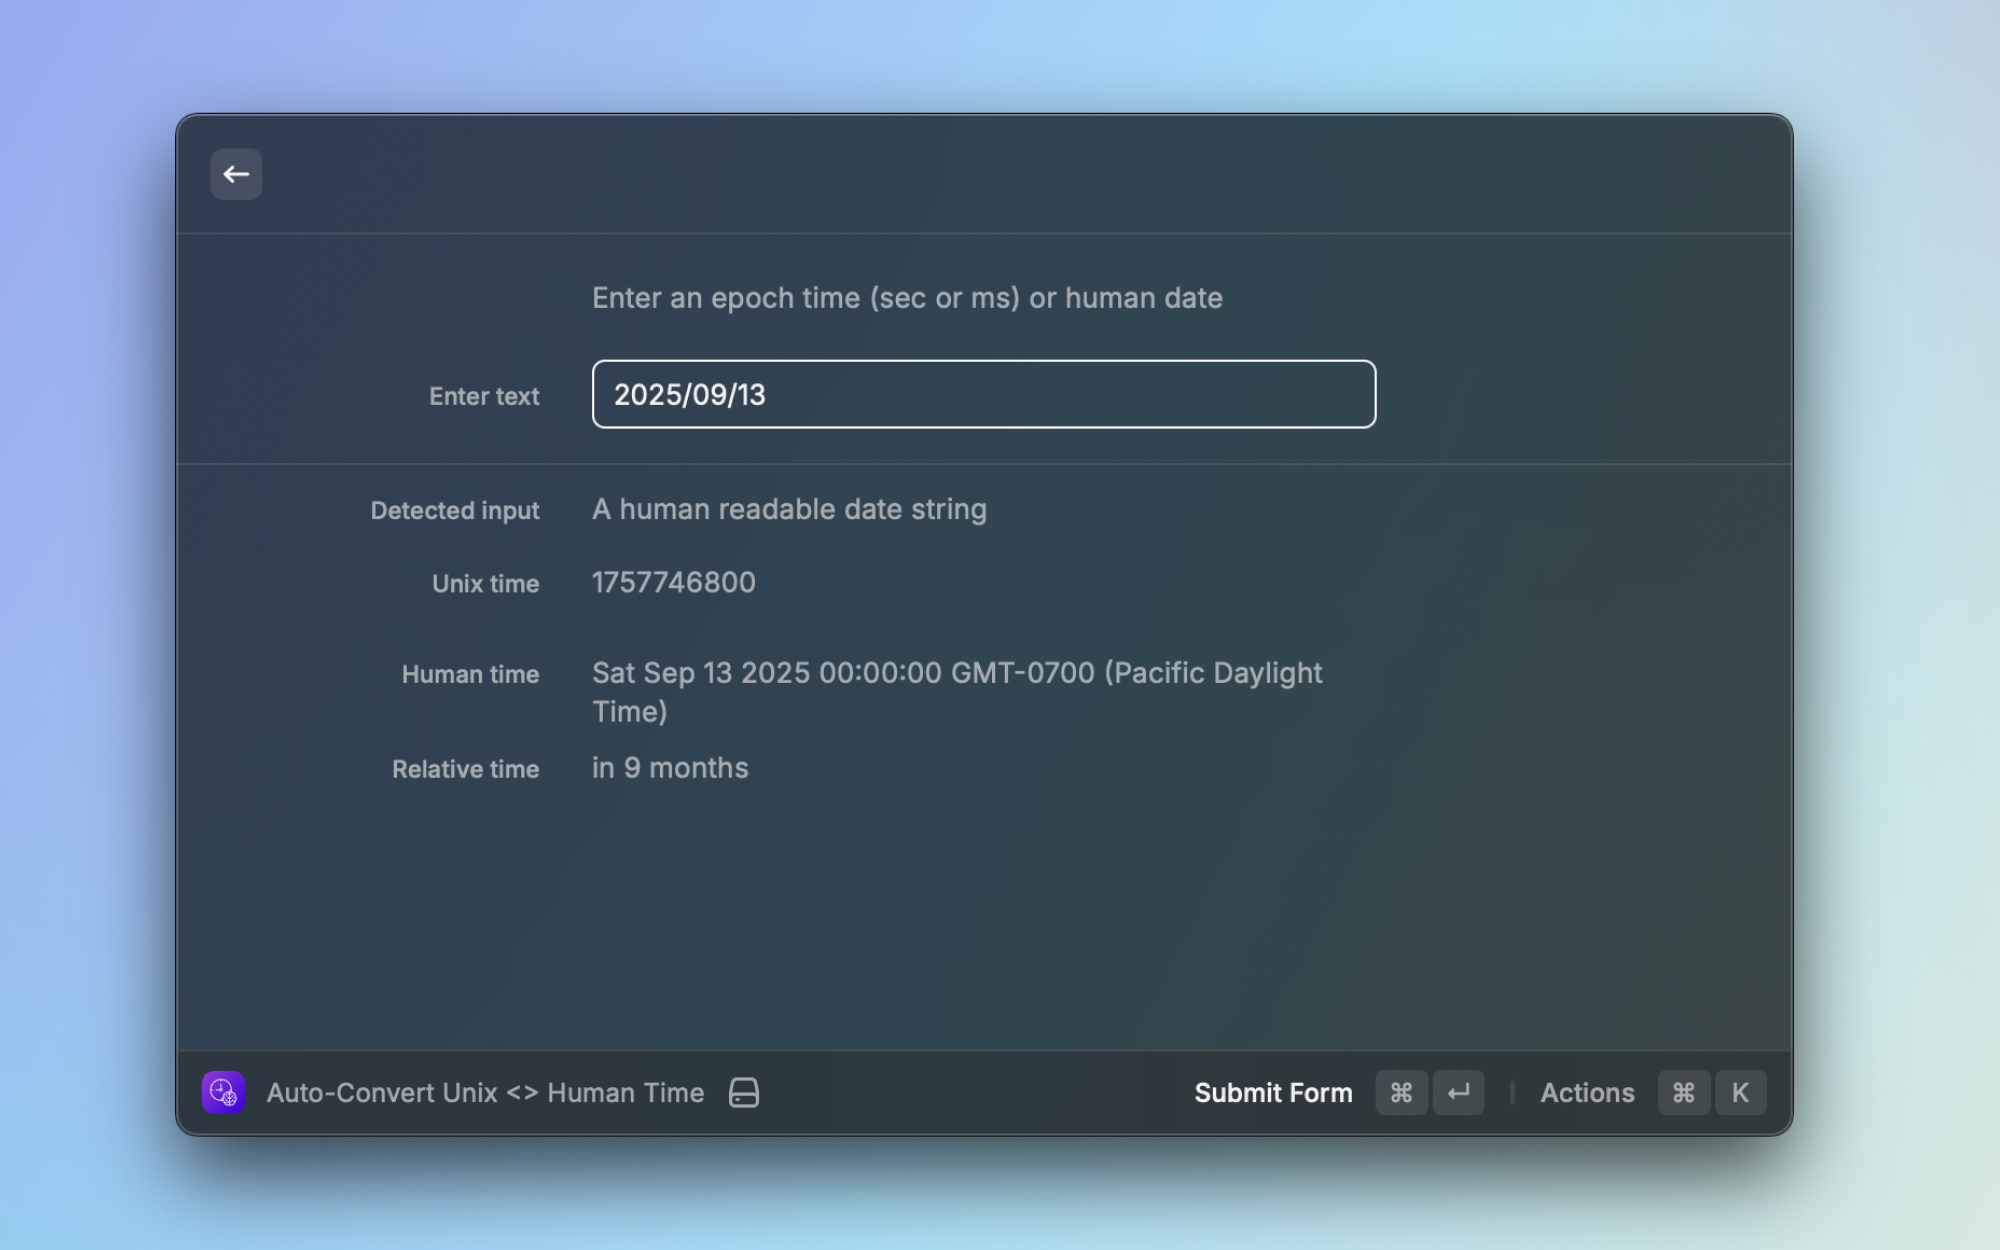 Enter an epoch time (sec or ms) or human date
Enter text
2025/09/13
Detected input
A human readable date string
Unix time
1757746800
Human time
Sat Sep 13 2025 00:00:00 GMT-0700 (Pacific Daylight
Time)
Relative time
in 9 months
Auto-Convert Unix <> Human Time
Submit Form ⌘ ↵
Actions ⌘ K